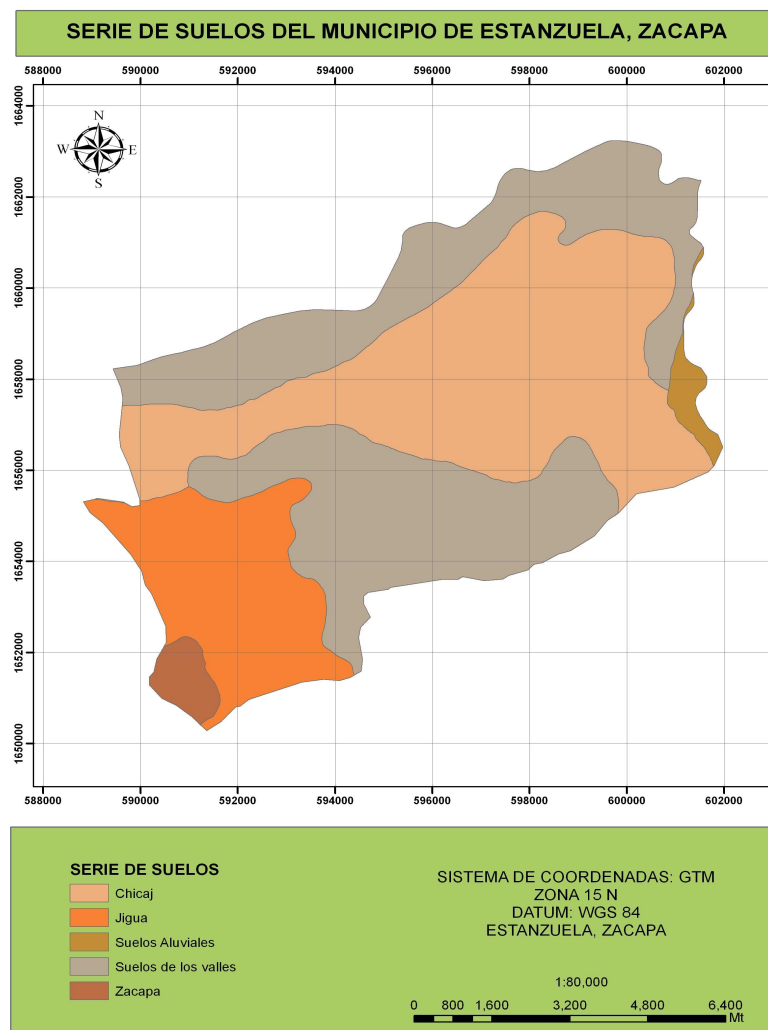 SERIE DE SUELOS DEL MUNICIPIO DE ESTANZUELA, ZACAPA
588000 590000 592000 594000 596000 598000 600000 602000
1664000
1662000
1660000
1658000
1656000
1654000
1652000
1650000
N
W E
S
588000 590000 592000 594000 596000 598000 600000 602000
SERIE DE SUELOS
Chicaj
Jigua
Suelos Aluviales
Suelos de los valles
Zacapa
SISTEMA DE COORDENADAS: GTM
ZONA 15 N
DATUM: WGS 84
ESTANZUELA, ZACAPA
1:80,000
0 800 1,600 3,200 4,800 6,400
Mt